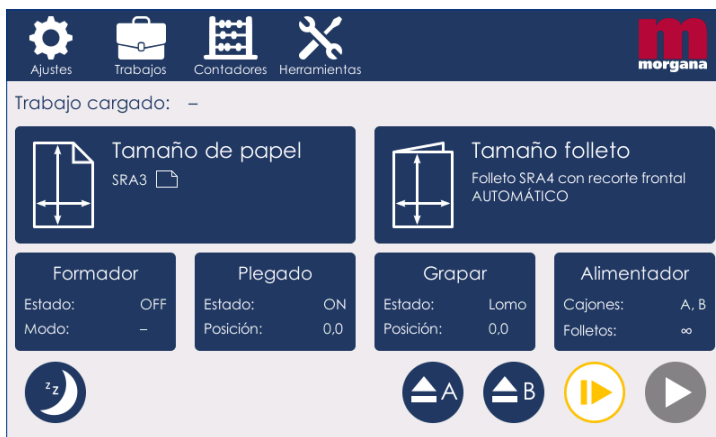 Ajustes
Trabajos
Contadores
Herramientas
morgana
Trabajo cargado: –
Tamaño de papel
SRA3
Tamaño folleto
Folleto SRA4 con recorte frontal
AUTOMÁTICO
Formador
Estado: OFF
Modo: –
Plegado
Estado: ON
Posición: 0,0
Grapar
Estado: Lomo
Posición: 0,0
Alimentador
Cajones: A, B
Folletos: ∞
z z
A
B